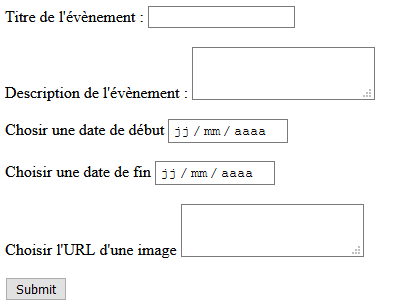 Titre de l'évènement :
Description de l'évènement :
Chosir une date de début jj / mm / aaaa
Choisir une date de fin jj / mm / aaaa
Choisir l'URL d'une image
Submit